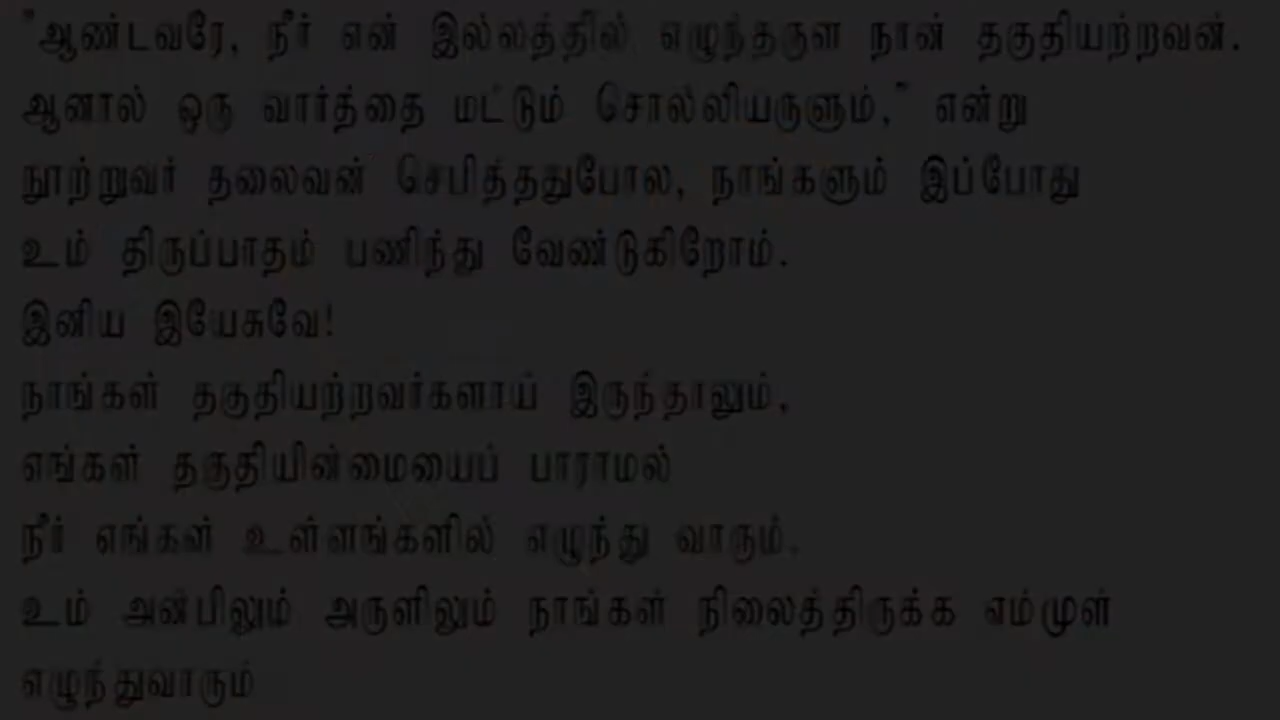 "ஆண்டவரே, நீர் என் இல்லத்தில் எழுந்தருள நான் தகுதியற்றவன்.
ஆனால் ஒரு வார்த்தை மட்டும் சொல்லியருளும்," என்று
நூற்றுவர் தலைவன் செபித்ததுபோல, நாங்களும் இப்போது
உம் திருப்பாதம் பணிந்து வேண்டுகிறோம்.
இனிய இயேசுவே!
நாங்கள் தகுதியற்றவர்களாய் இருந்தாலும்,
எங்கள் தகுதியின்மையைப் பாராமல்
நீர் எங்கள் உள்ளங்களில் எழுந்து வாரும்.
உம் அன்பிலும் அருளிலும் நாங்கள் நிலைத்திருக்க எம்முள்
எழுந்துவாரும்